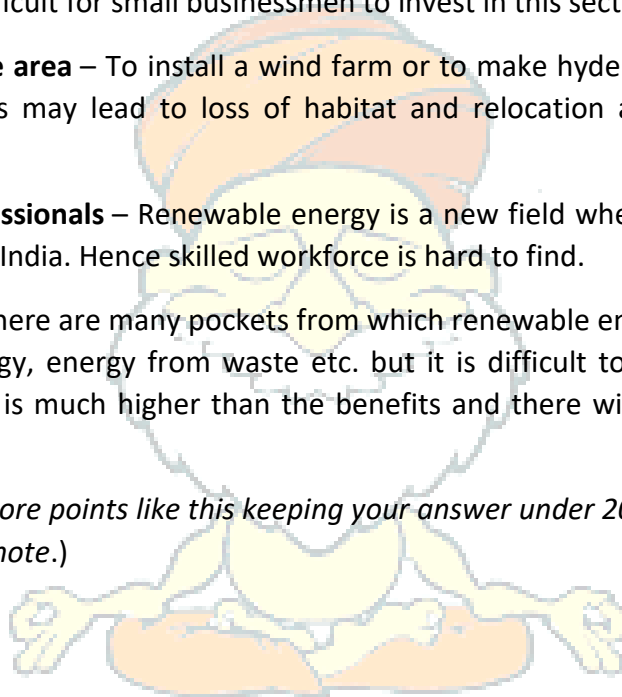 icult for small businessmen to invest in this sect
e area – To install a wind farm or to make hyde
s may lead to loss of habitat and relocation a
ssionals – Renewable energy is a new field whe
India. Hence skilled workforce is hard to find.
here are many pockets from which renewable en
gy, energy from waste etc. but it is difficult to
is much higher than the benefits and there wi
ore points like this keeping your answer under 20
note.)